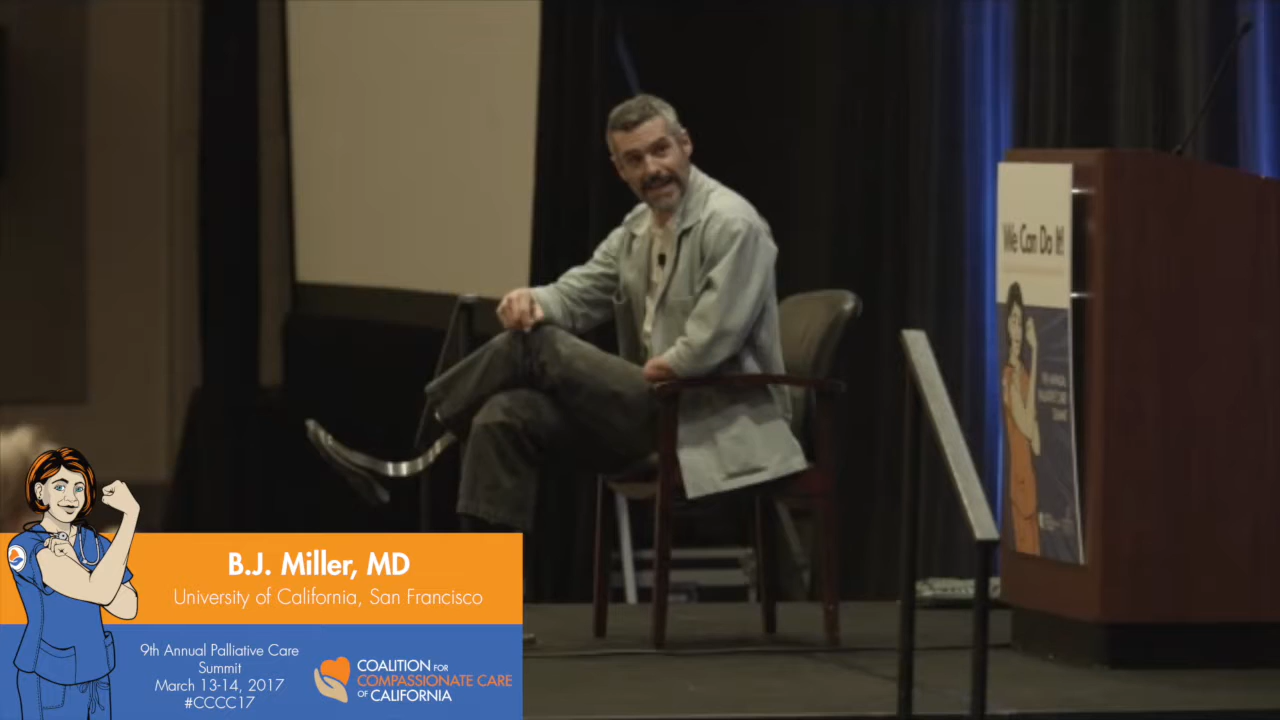 We Can Do It!
B.J. Miller, MD
University of California, San Francisco
9th Annual Palliative Care
Summit
March 13-14, 2017
#CCCC17
COALITION FOR
COMPASSIONATE CARE
OF CALIFORNIA